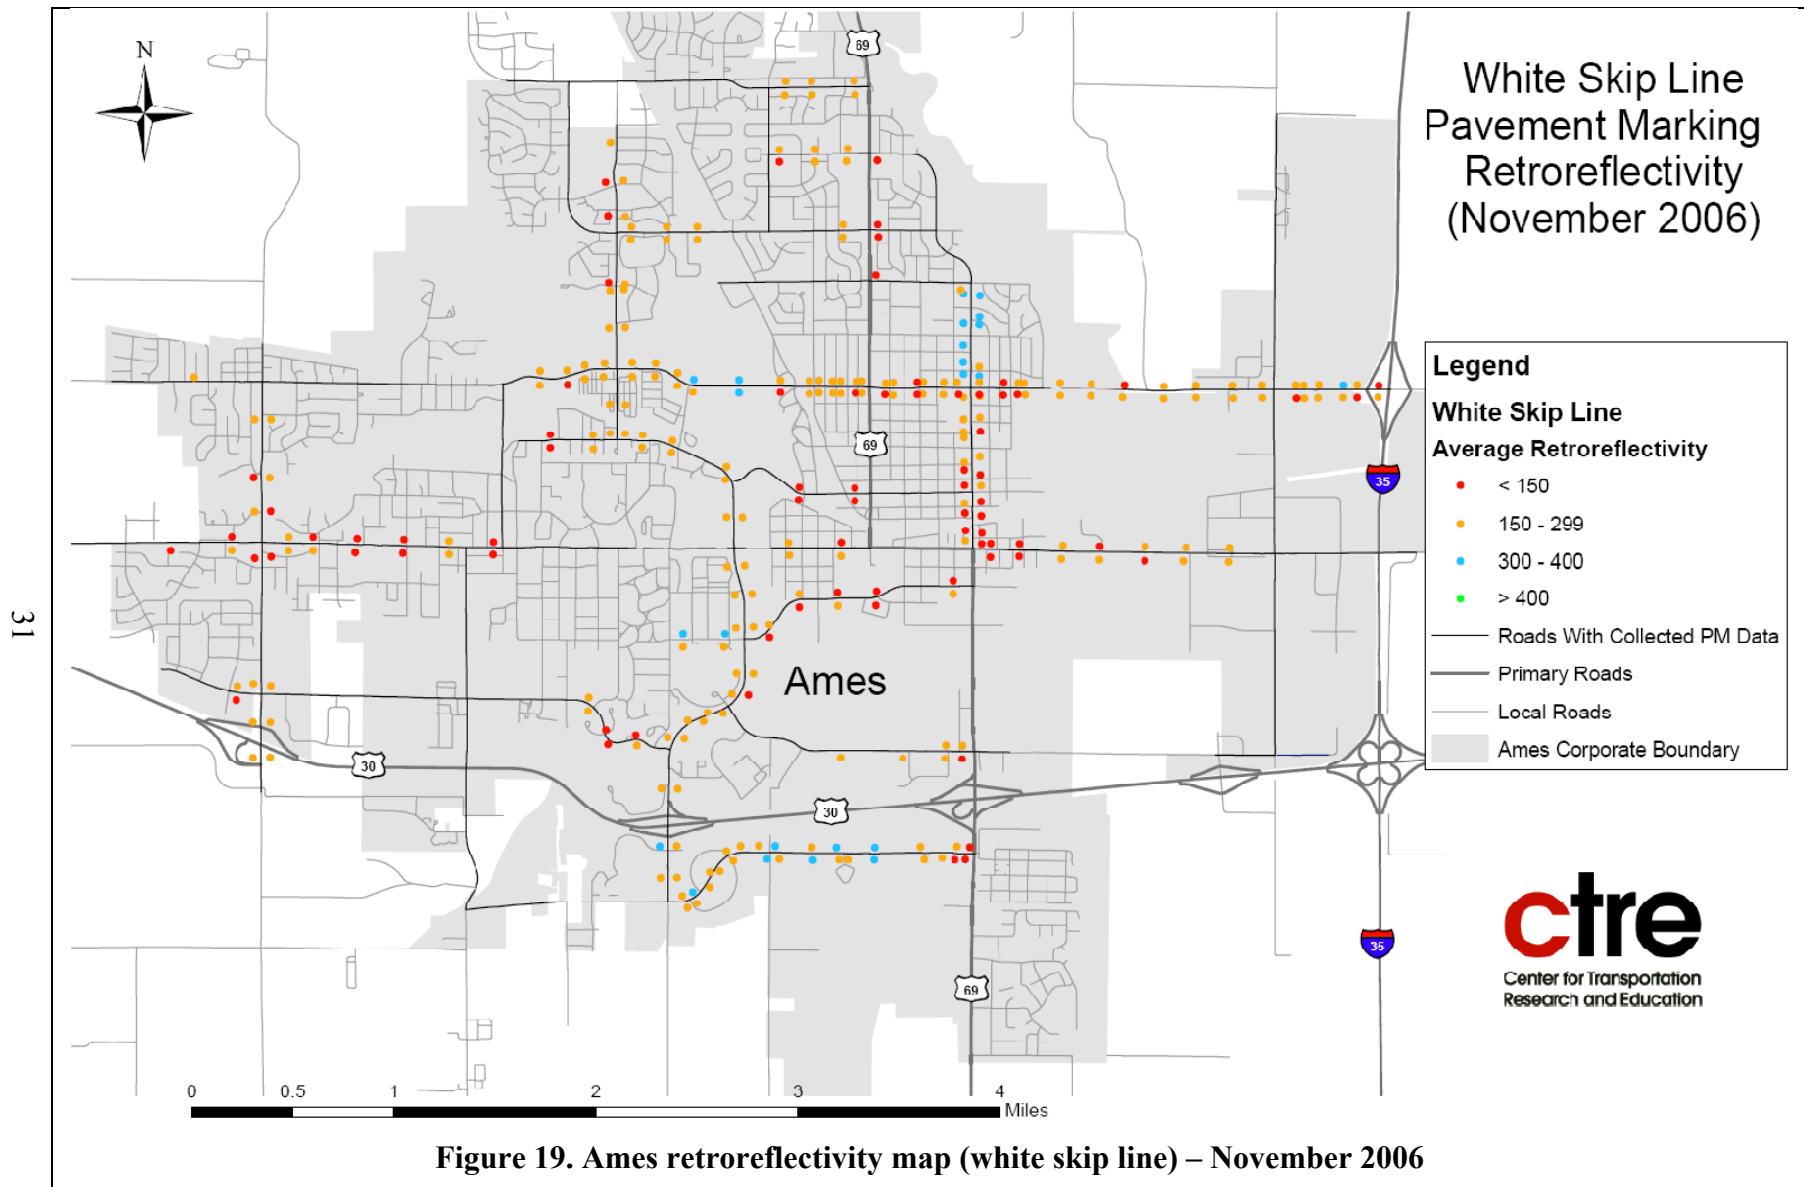 N
69
White Skip Line
Pavement Marking
Retroreflectivity
(November 2006)
Legend
White Skip Line
Average Retroreflectivity
< 150
150 - 299
300 - 400
> 400
Roads With Collected PM Data
Primary Roads
Local Roads
Ames Corporate Boundary
69
35
31
Ames
30
30
35
69
ctre
Center for Transportation
Research and Education
0 0.5 1 2 3 4
Miles
Figure 19. Ames retroreflectivity map (white skip line) – November 2006